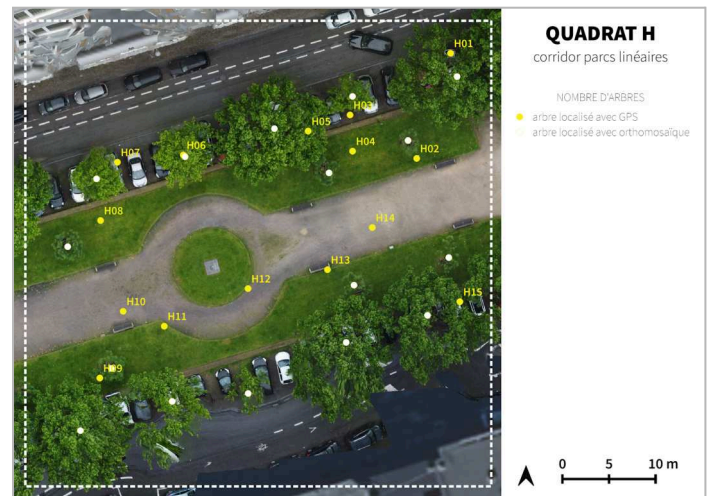 QUADRAT H
corridor parcs linéaires
NOMBRE D'ARBRES
arbre localisé avec GPS
arbre localisé avec orthomosaïque
H01
H03
H05
H04
H02
H07
H06
H08
H14
H13
H12
H15
H10
H11
H09
0 5 10 m